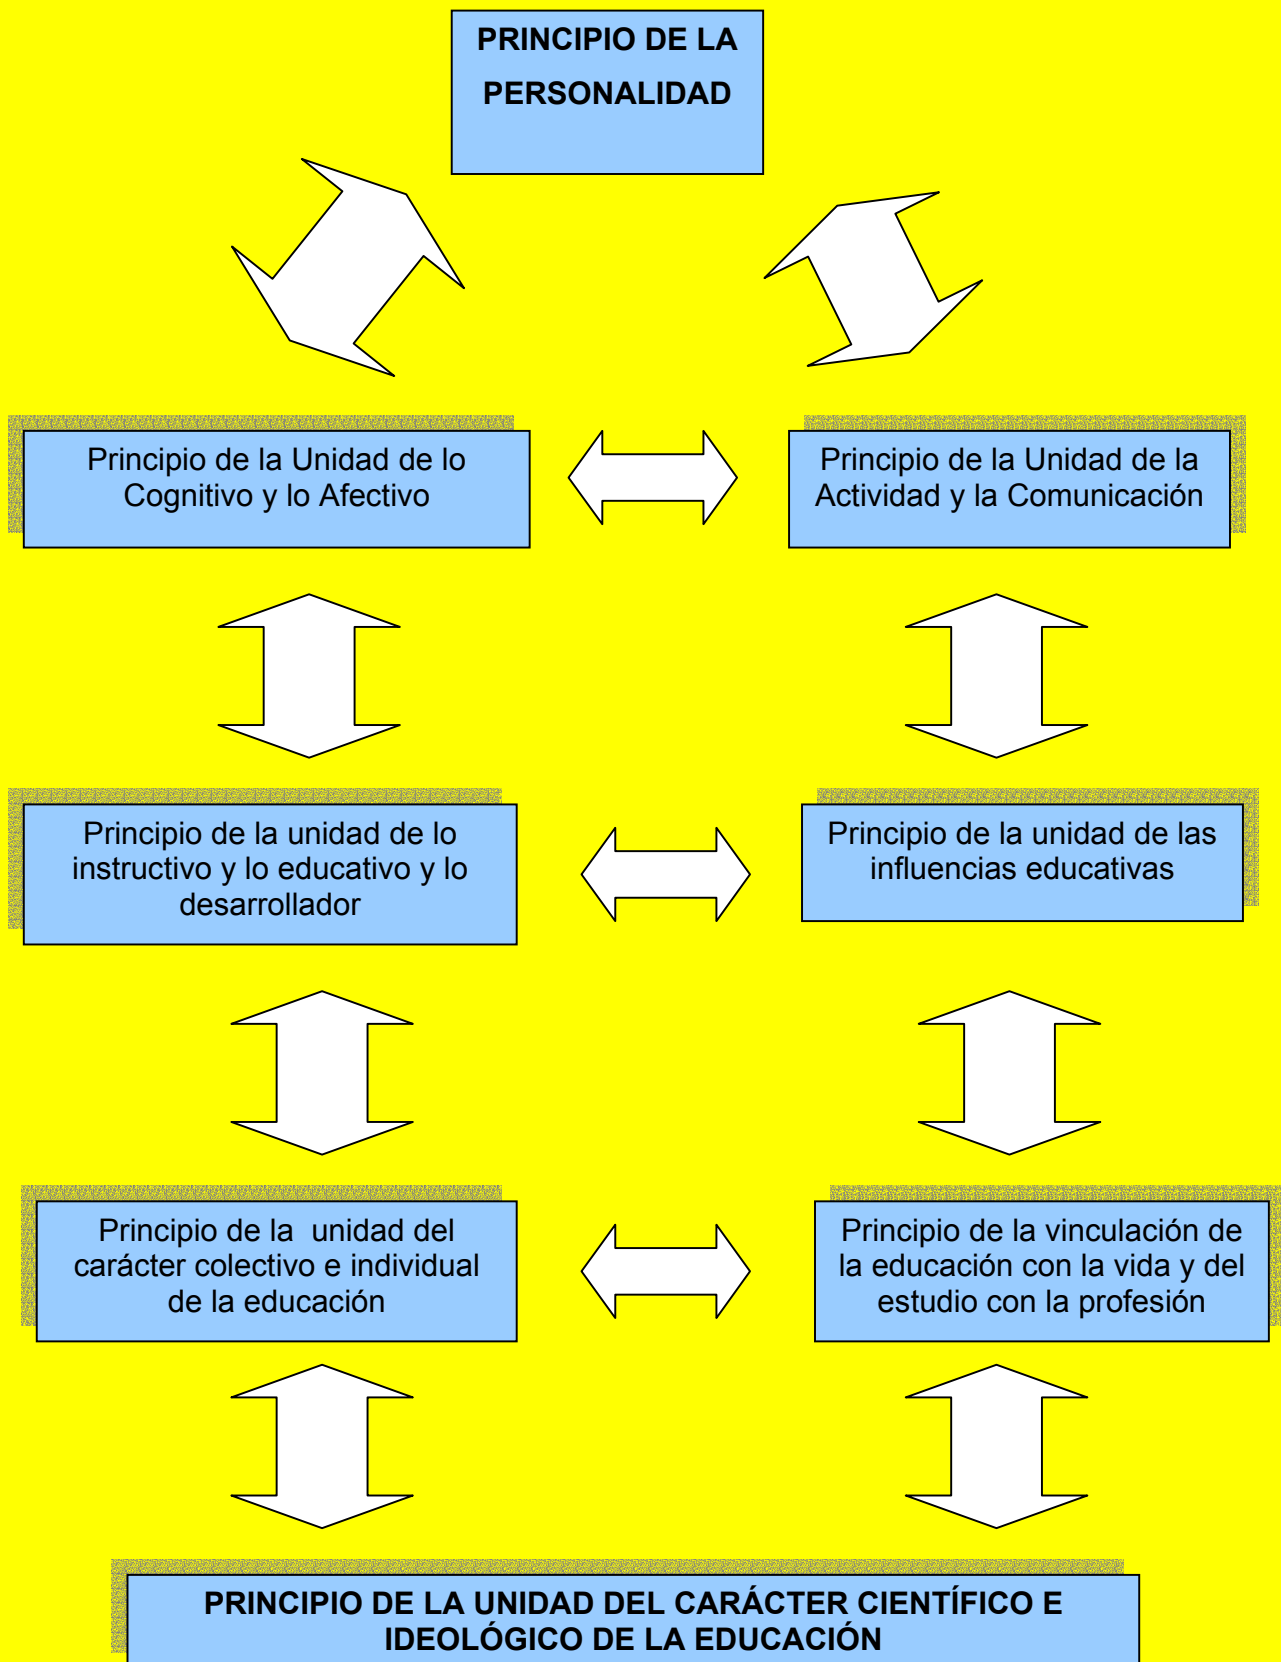 PRINCIPIO DE LA
PERSONALIDAD
Principio de la Unidad de lo
Cognitivo y lo Afectivo
Principio de la Unidad de la
Actividad y la Comunicación
Principio de la unidad de lo
instructivo y lo educativo y lo
desarrollador
Principio de la unidad de las
influencias educativas
Principio de la  unidad del
carácter colectivo e individual
de la educación
Principio de la vinculación de
la educación con la vida y del
estudio con la profesión
PRINCIPIO DE LA UNIDAD DEL CARÁCTER CIENTÍFICO E
IDEOLÓGICO DE LA EDUCACIÓN